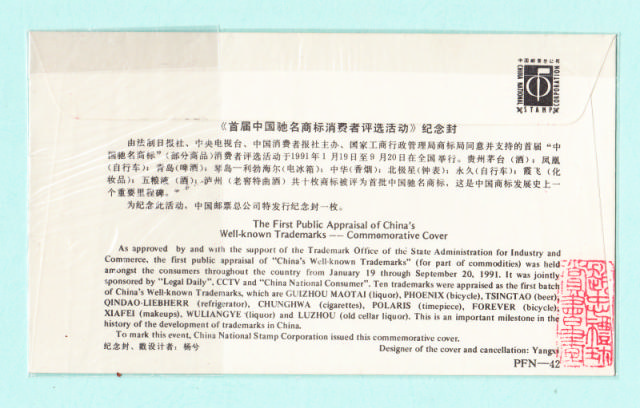 中国邮票总公司
CHINA NATIONAL STAMP CORPORATION
《首届中国驰名商标消费者评选活动》纪念封
由法制日报社、中央电视台、中国消费者报社主办、国家工商行政管理局商标局同意并支持的首届“中
国驰名商标”(部分商品)消费者评选活动于1991年1月19日至9月20日在全国举行。贵州茅台(酒);凤凰
(自行车);青岛(啤酒);琴岛—利勃海尔(电冰箱);中华(香烟);北极星(钟表);永久(自行车);霞飞(化
妆品);五粮液(酒);泸州(老窖特曲酒)共十枚商标被评为首批中国驰名商标，这是中国商标发展史上一
个重要里程碑。
为纪念此活动，中国邮票总公司特发行纪念封一枚。
The First Public Appraisal of China's
Well-known Trademarks —— Commemorative Cover
As approved by and with the support of the Trademark Office of the State Administration for Industry and
Commerce, the first public appraisal of "China's Well-known Trademarks" (for part of commodities) was held
amongst the consumers throughout the country from January 19 through September 20, 1991. It was jointly
sponsored by "Legal Daily", CCTV and "China National Consumer". Ten trademarks were appraised as the first batch
of China's Well-known Trademarks, which are GUIZHOU MAOTAI (liquor), PHOENIX (bicycle), TSINGTAO (beer),
QINDAO-LIEBHERR (refrigerator), CHUNGHWA (cigarettes), POLARIS (timepiece), FOREVER (bicycle),
XIAFEI (makeups), WULIANGYE (liquor) and LUZHOU (old cellar liquor). This is an important milestone in the
history of the development of trademarks in China.
To mark this event, China National Stamp Corporation issued this commemorative cover.
纪念封、戳设计者：杨兮
Designer of the cover and cancellation: Yangxi
PFN—42